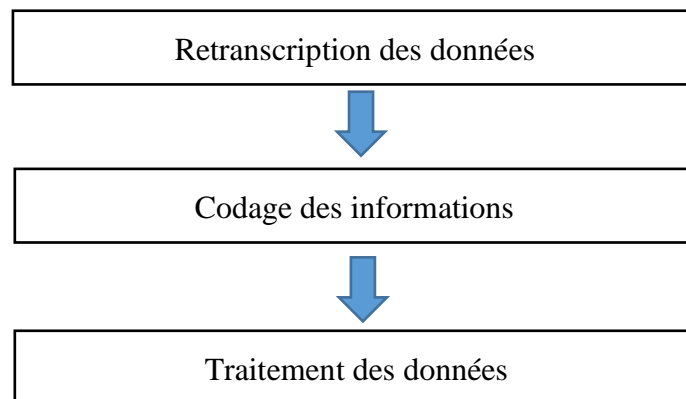 Retranscription des données
Codage des informations
Traitement des données